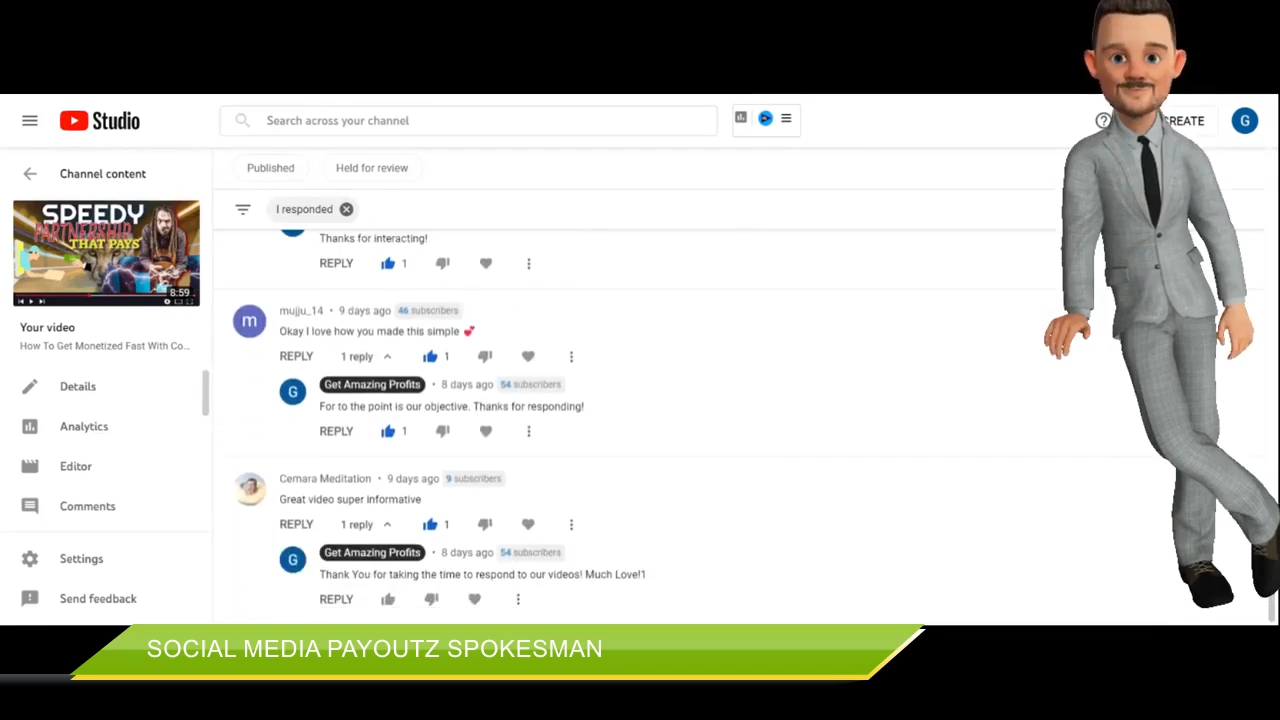 Studio
Search across your channel
CREATE
G
Channel content
Published
Held for review
SPEEDY
PARTNERSHIP
THAT PAYS
8:59
I responded
Thanks for interacting!
REPLY 1
Your video
How To Get Monetized Fast With Co...
m
mujju_14 • 9 days ago 46 subscribers
Okay I love how you made this simple 💕
REPLY 1 reply 1
Details
G
Get Amazing Profits • 8 days ago 54 subscribers
For to the point is our objective. Thanks for responding!
REPLY 1
Analytics
Editor
Comments
Cemara Meditation • 9 days ago 9 subscribers
Great video super informative
REPLY 1 reply 1
G
Get Amazing Profits • 8 days ago 54 subscribers
Thank You for taking the time to respond to our videos! Much Love!1
REPLY
Settings
Send feedback
SOCIAL MEDIA PAYOUTZ SPOKESMAN